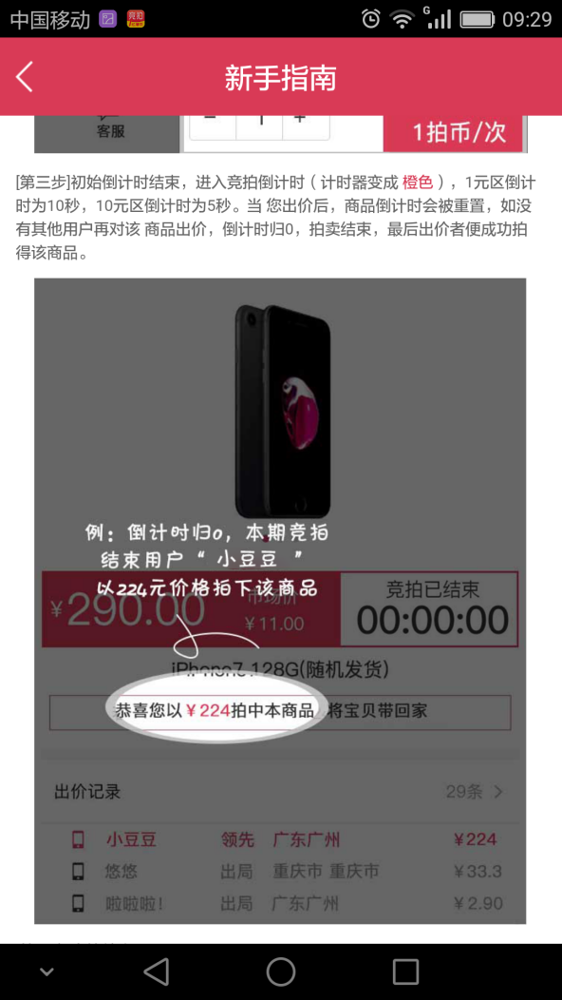 中国移动
G
09:29
新手指南
客服
1
1拍币/次
[第三步]初始倒计时结束，进入竞拍倒计时（计时器变成 橙色），1元区倒计
时为10秒，10元区倒计时为5秒。当 您出价后，商品倒计时会被重置，如没
有其他用户再对该 商品出价，倒计时归0，拍卖结束，最后出价者便成功拍
得该商品。
例：倒计时归0，本期竞拍
结束用户“ 小豆豆 ”
以224元价格拍下该商品
¥290.00
市场价
¥11.00
竞拍已结束
00:00:00
iPhone7 128G(随机发货)
恭喜您以¥224拍中本商品 将宝贝带回家
出价记录 29条 >
小豆豆 领先 广东广州 ¥224
悠悠 出局 重庆市 重庆市 ¥33.3
啦啦啦! 出局 广东广州 ¥2.90